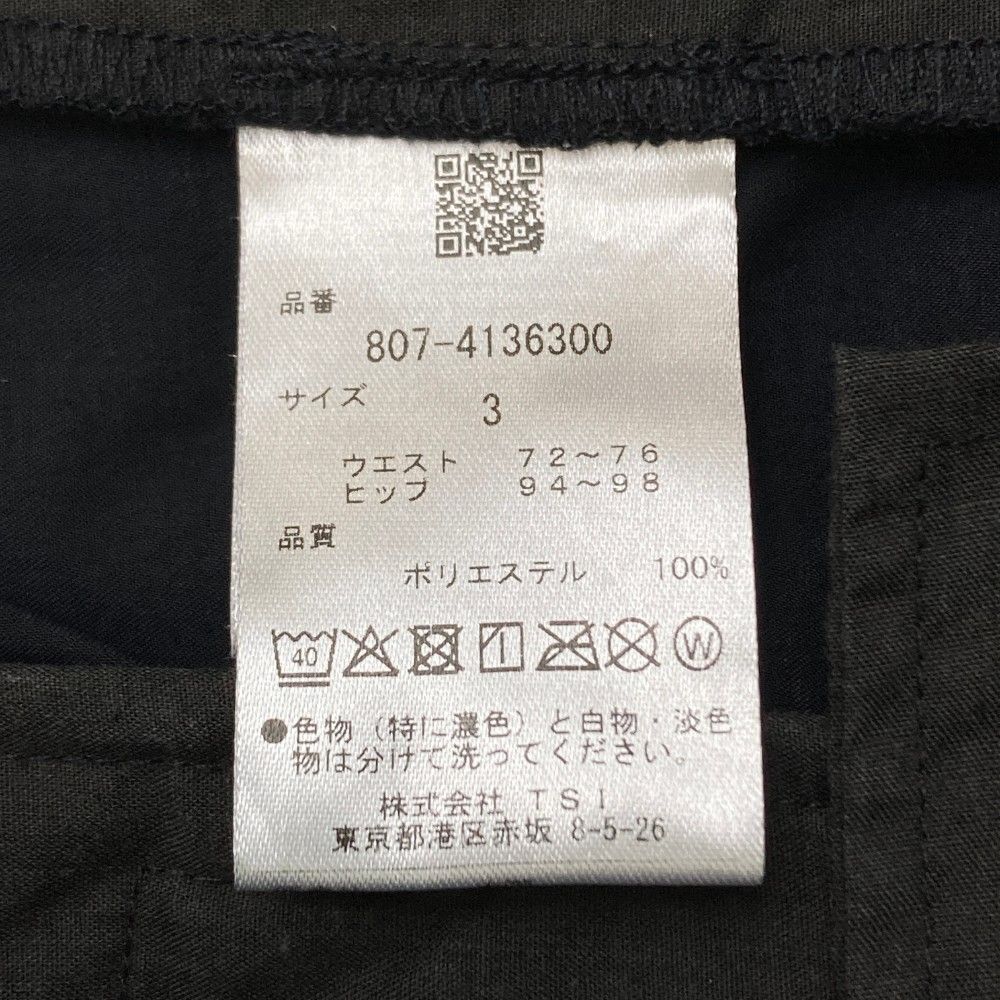 品番
807-4136300
サイズ 3
ウエスト 72～76
ヒップ 94～98
品質
ポリエステル 100%
40 W
●色物（特に濃色）と白物・淡色
物は分けて洗ってください。
株式会社 TSI
東京都港区赤坂 8-5-26